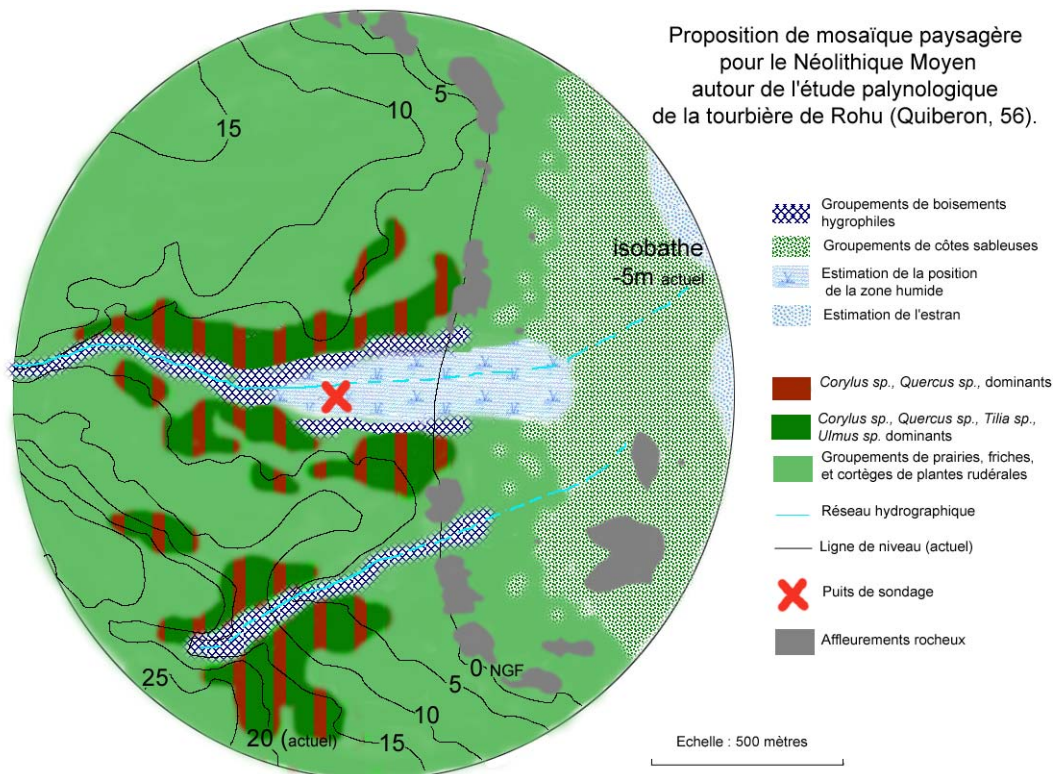 Proposition de mosaïque paysagère
pour le Néolithique Moyen
autour de l'étude palynologique
de la tourbière de Rohu (Quiberon, 56).
5
10
15
isobathe
-5m actuel
Groupements de boisements
hygrophiles
Groupements de côtes sableuses
Estimation de la position
de la zone humide
Estimation de l'estran
Corylus sp., Quercus sp., dominants
Corylus sp., Quercus sp., Tilia sp.,
Ulmus sp. dominants
Groupements de prairies, friches,
et cortèges de plantes rudérales
Réseau hydrographique
Ligne de niveau (actuel)
Puits de sondage
Affleurements rocheux
0 NGF
25
5
10
20 (actuel)
15
Echelle : 500 mètres